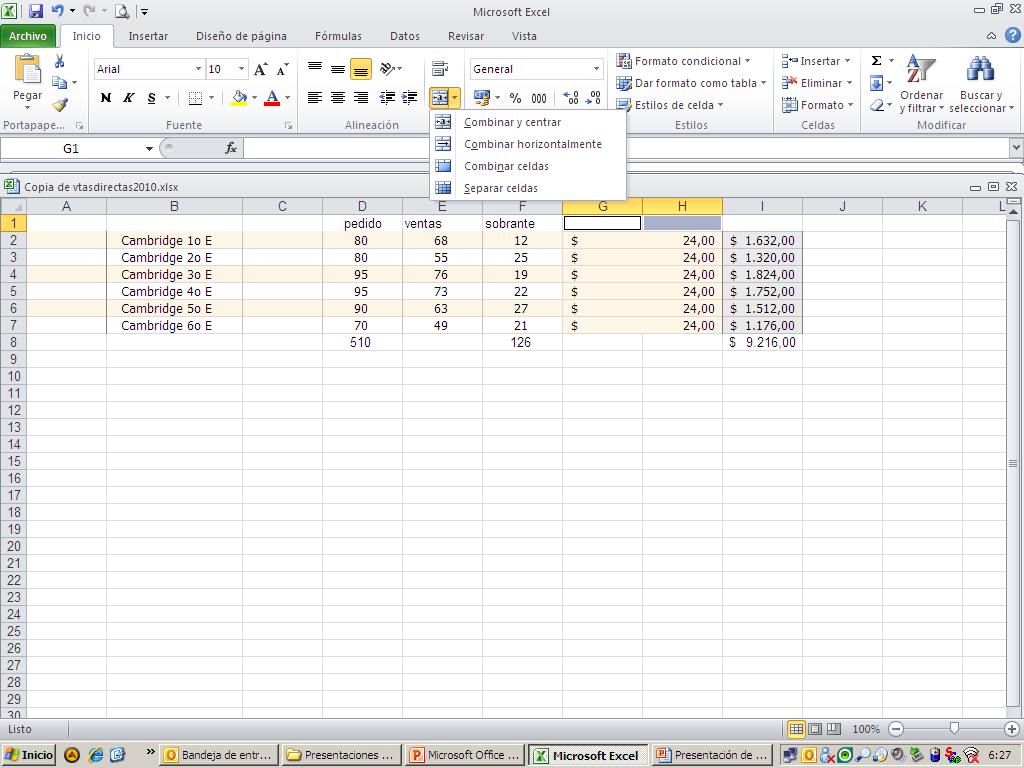 Microsoft Excel
Archivo Inicio Insertar Diseño de página Fórmulas Datos Revisar Vista
Pegar
Arial 10 A A
N K S A
General
% 000
Formato condicional
Dar formato como tabla
Estilos de celda
Insertar
Eliminar
Formato
Σ
Ordenar y filtrar
Buscar y seleccionar
Portapape... Fuente Alineación Estilos Celdas Modificar
Combinar y centrar
Combinar horizontalmente
Combinar celdas
Separar celdas
G1 fx
Copia de vtasdirectas2010.xlsx
A B C D E F G H I J K L
1 pedido ventas sobrante
2 Cambridge 1o E 80 68 12 $ 24,00 $ 1.632,00
3 Cambridge 2o E 80 55 25 $ 24,00 $ 1.320,00
4 Cambridge 3o E 95 76 19 $ 24,00 $ 1.824,00
5 Cambridge 4o E 95 73 22 $ 24,00 $ 1.752,00
6 Cambridge 5o E 90 63 27 $ 24,00 $ 1.512,00
7 Cambridge 6o E 70 49 21 $ 24,00 $ 1.176,00
8 510 126 $ 9.216,00
9
10
11
12
13
14
15
16
17
18
19
20
21
22
23
24
25
26
27
28
29
30
Listo 100%
Inicio » Bandeja de entr... Presentaciones ... Microsoft Office ... Microsoft Excel Presentación de ... 6:27